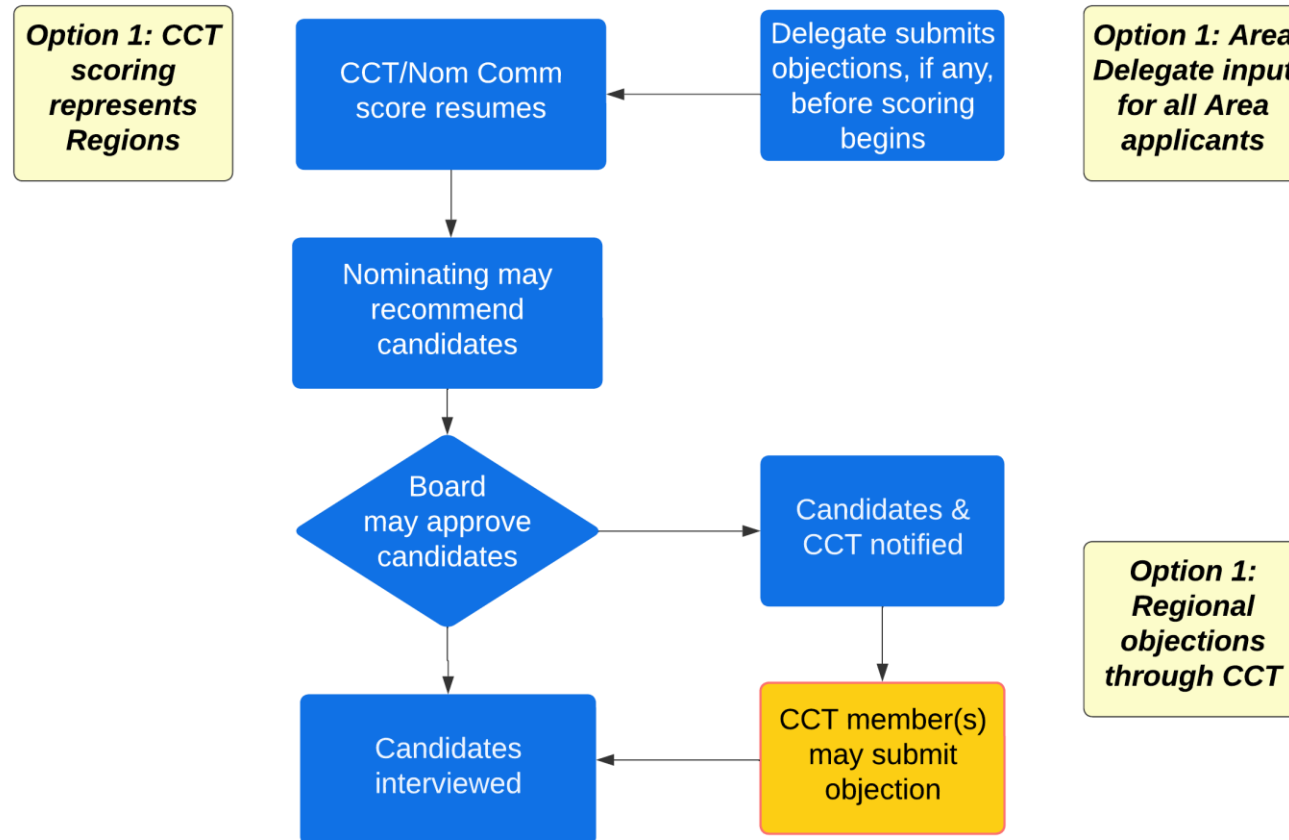 Option 1: CCT
scoring
represents
Regions
CCT/Nom Comm
score resumes
Delegate submits
objections, if any,
before scoring
begins
Option 1: Area
Delegate input
for all Area
applicants
Nominating may
recommend
candidates
Board
may approve
candidates
Candidates &
CCT notified
Option 1:
Regional
objections
through CCT
Candidates
interviewed
CCT member(s)
may submit
objection